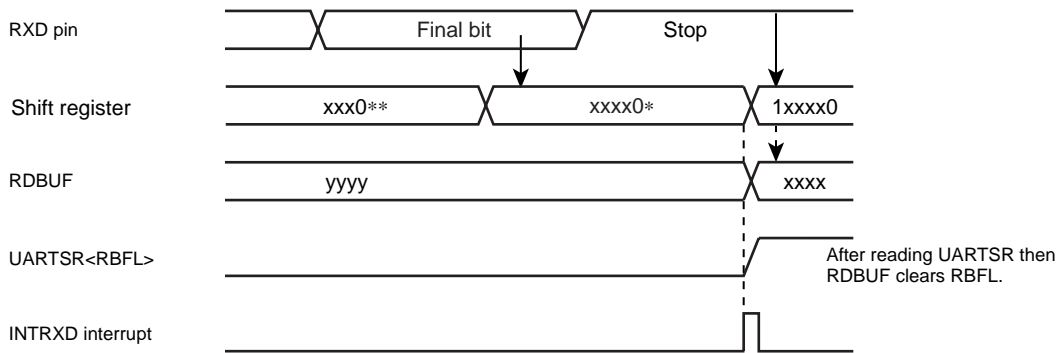 RXD pin
Final bit
Stop
Shift register
xxx0**
xxxx0*
1xxxx0
RDBUF
yyyy
xxxx
UARTSR<RBFL>
After reading UARTSR then
RDBUF clears RBFL.
INTRXD interrupt